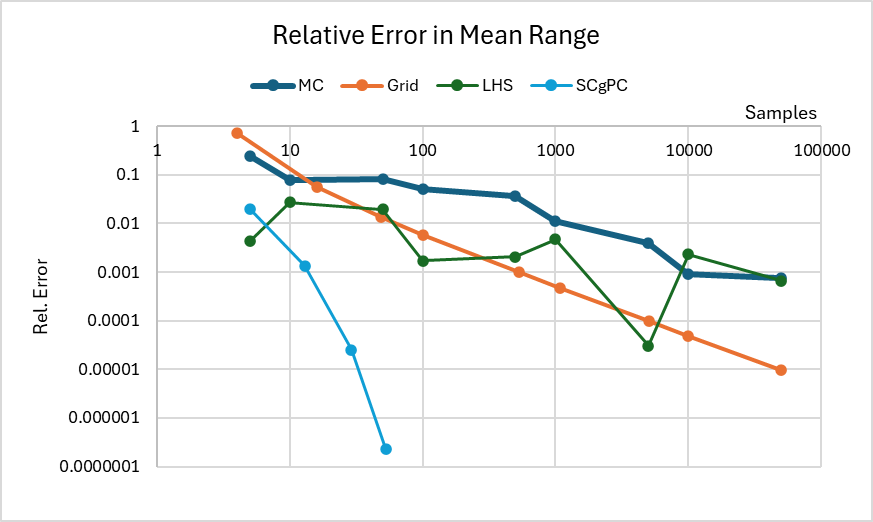 Relative Error in Mean Range
MC Grid LHS SCgPC
Samples
1
1 10 100 1000 10000 100000
0.1
0.01
0.001
0.0001
0.00001
0.000001
0.0000001
Rel. Error